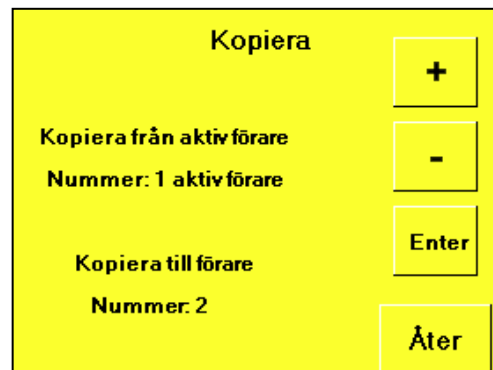 Kopiera
+
Kopiera från aktiv förare
-
Nummer: 1 aktiv förare
Enter
Kopiera till förare
Nummer: 2
Åter